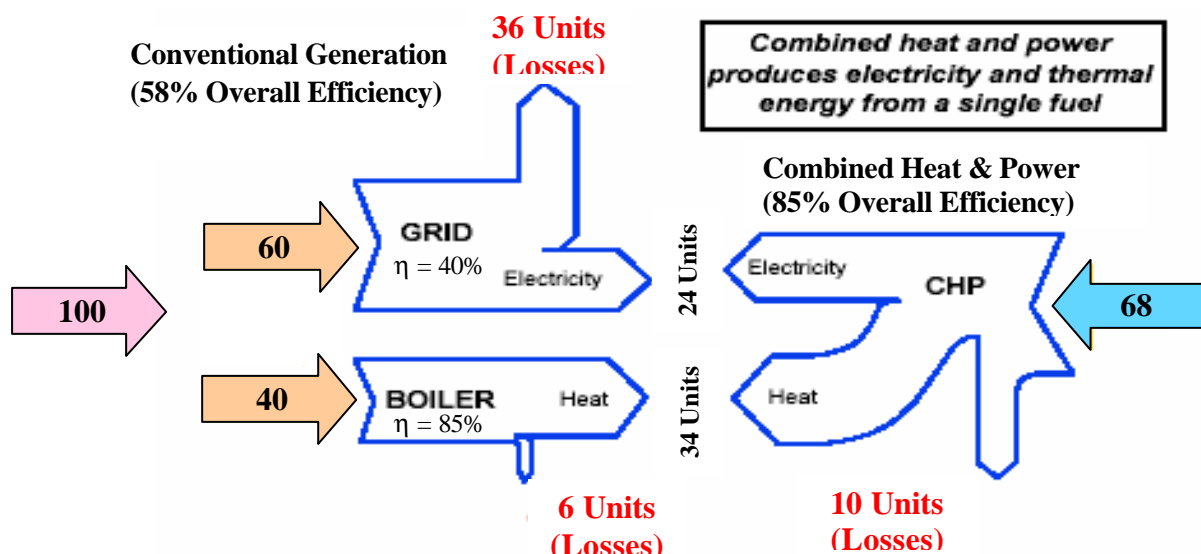 36 Units
(Losses)
Conventional Generation
(58% Overall Efficiency)
Combined heat and power
produces electricity and thermal
energy from a single fuel
Combined Heat & Power
(85% Overall Efficiency)
60
GRID
η = 40%
Electricity
24 Units
Electricity
CHP
100
68
40
BOILER
η = 85%
Heat
34 Units
Heat
6 Units
(Losses)
10 Units
(Losses)